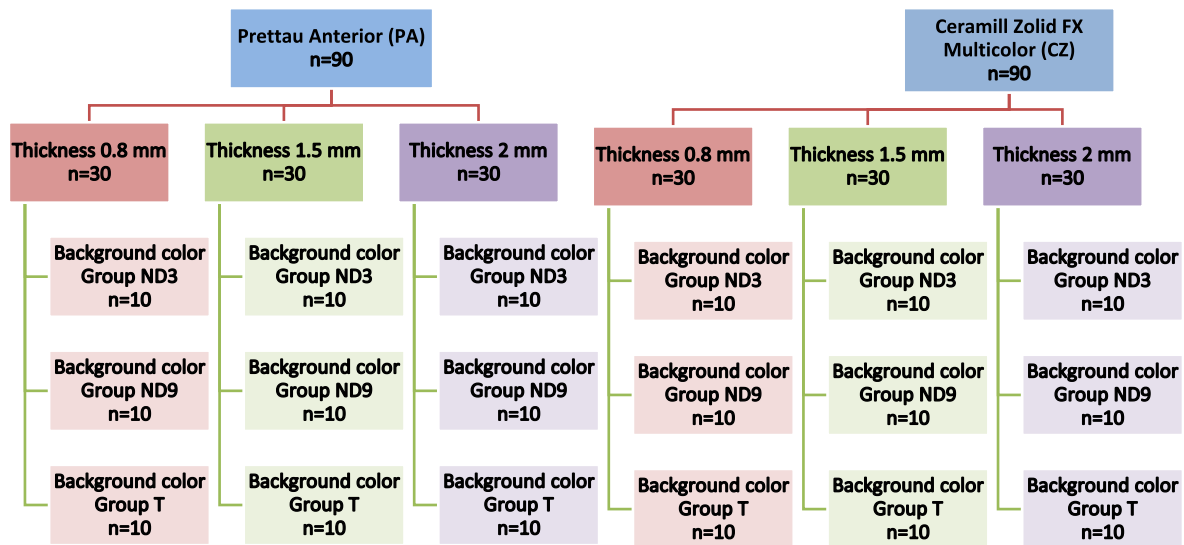 Prettau Anterior (PA)
n=90
Thickness 0.8 mm
n=30
Background color
Group ND3
n=10
Background color
Group ND9
n=10
Background color
Group T
n=10
Thickness 1.5 mm
n=30
Background color
Group ND3
n=10
Background color
Group ND9
n=10
Background color
Group T
n=10
Thickness 2 mm
n=30
Background color
Group ND3
n=10
Background color
Group ND9
n=10
Background color
Group T
n=10
Ceramill Zolid FX
Multicolor (CZ)
n=90
Thickness 0.8 mm
n=30
Background color
Group ND3
n=10
Background color
Group ND9
n=10
Background color
Group T
n=10
Thickness 1.5 mm
n=30
Background color
Group ND3
n=10
Background color
Group ND9
n=10
Background color
Group T
n=10
Thickness 2 mm
n=30
Background color
Group ND3
n=10
Background color
Group ND9
n=10
Background color
Group T
n=10